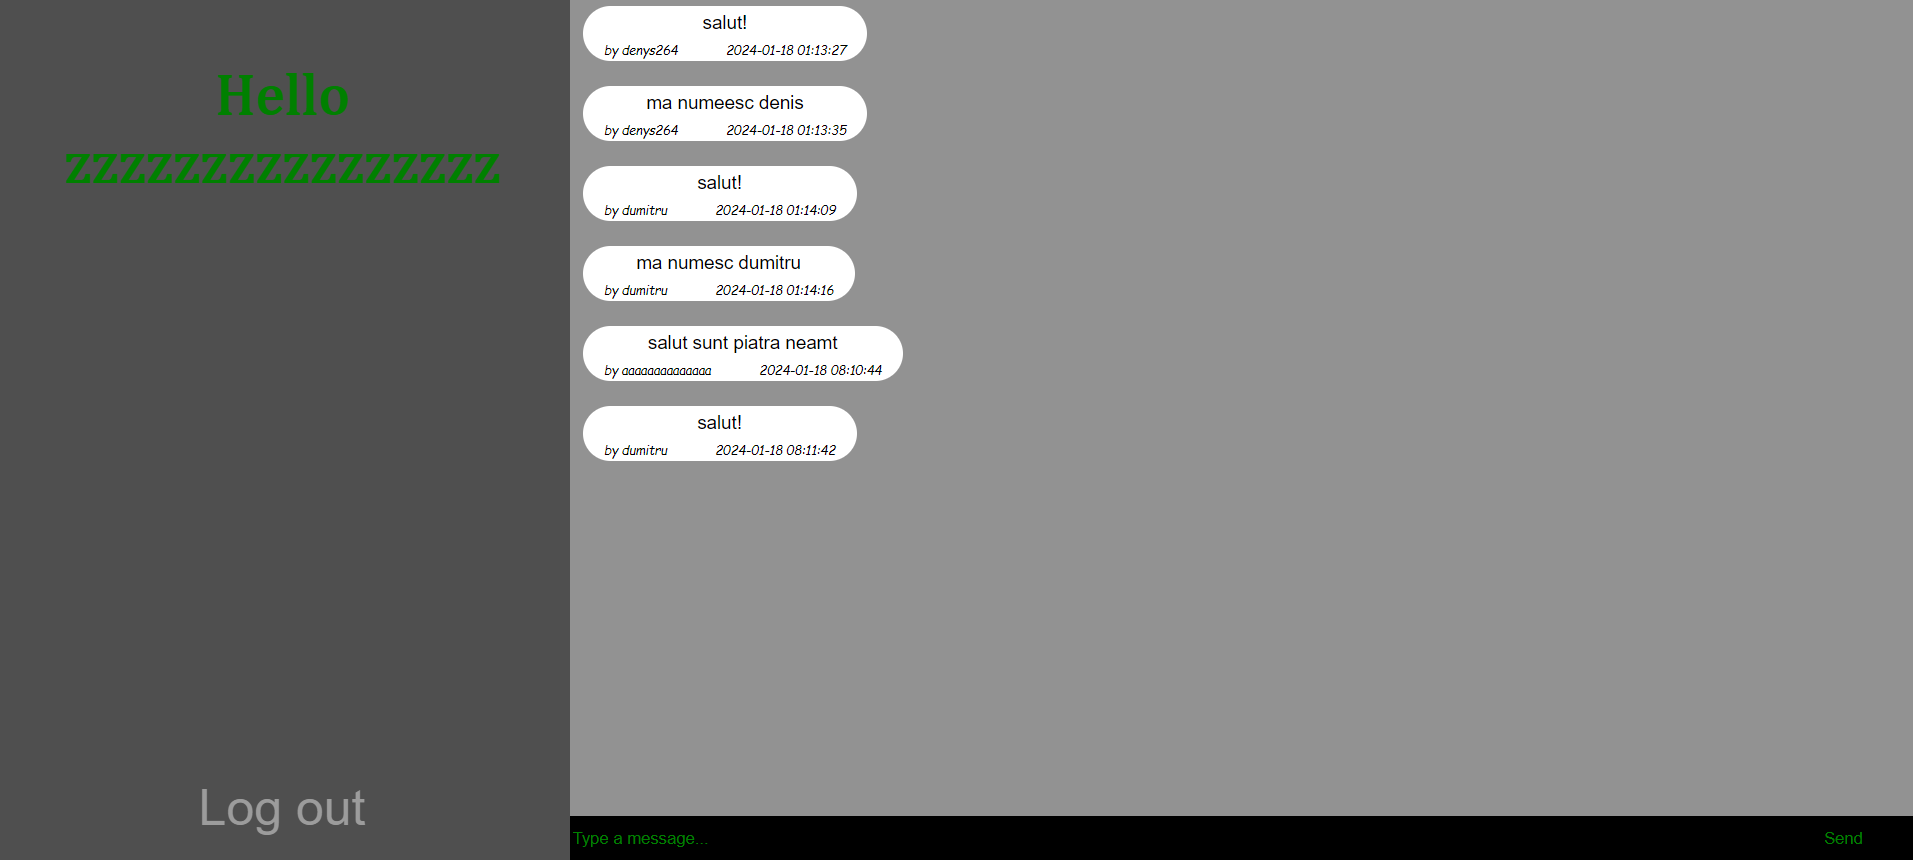 Hello
zzzzzzzzzzzzzzzz
Log out
salut!
by denys264 2024-01-18 01:13:27
ma numeesc denis
by denys264 2024-01-18 01:13:35
salut!
by dumitru 2024-01-18 01:14:09
ma numesc dumitru
by dumitru 2024-01-18 01:14:16
salut sunt piatra neamt
by aaaaaaaaaaaaaa 2024-01-18 08:10:44
salut!
by dumitru 2024-01-18 08:11:42
Type a message... Send